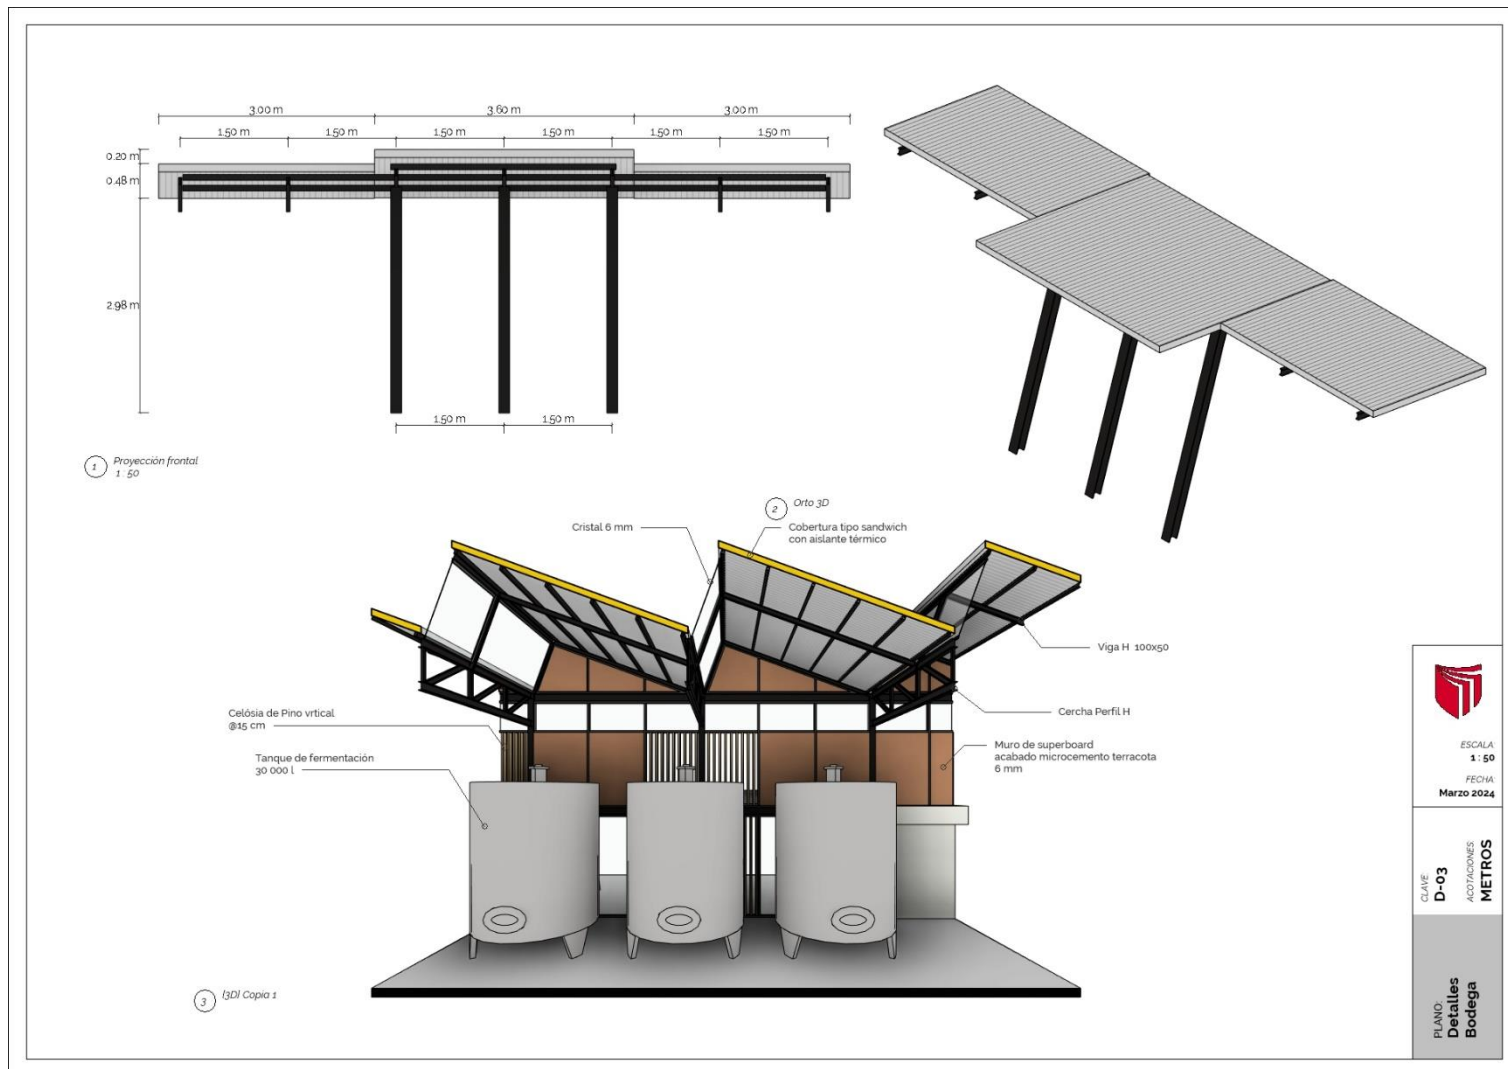 3.00 m
3.60 m
3.00 m
1.50 m
1.50 m
1.50 m
1.50 m
1.50 m
1.50 m
0.20 m
0.48 m
2.98 m
1.50 m
1.50 m
1
Proyección frontal
1 : 50
2
Orto 3D
Cristal 6 mm
Cobertura tipo sandwich
con aislante térmico
Viga H 100x50
Cercha Perfil H
Celósia de Pino vrtical
@15 cm
Tanque de fermentación
30 000 l
Muro de superboard
acabado microcemento terracota
6 mm
3
{3D} Copia 1
ESCALA:
1 : 50
FECHA:
Marzo 2024
CLAVE:
D-03
ACOTACIONES:
METROS
PLANO:
Detalles
Bodega